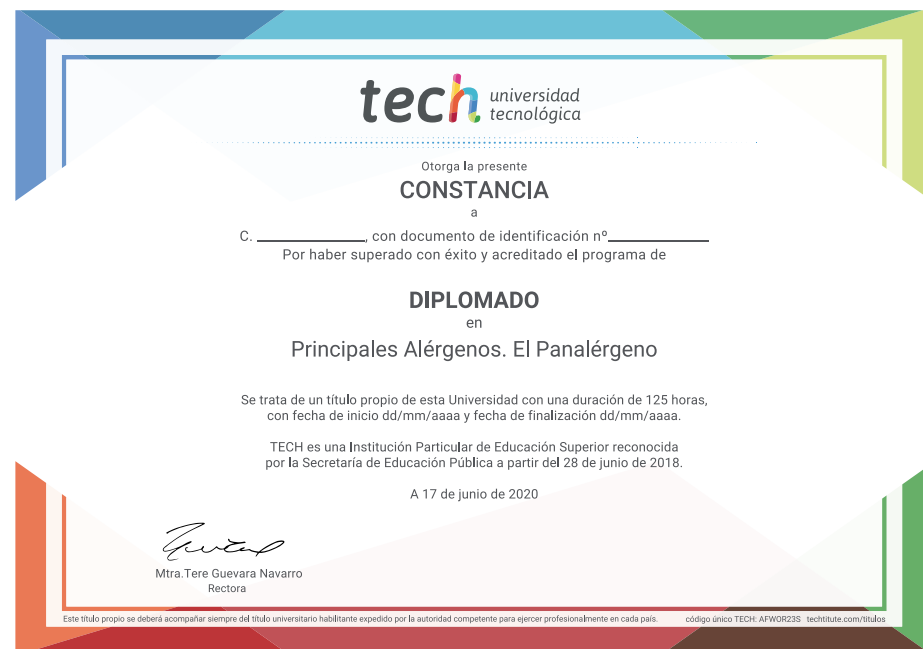 tech universidad
tecnológica
Otorga la presente
CONSTANCIA
a
C. ____________, con documento de identificación nº___________
Por haber superado con éxito y acreditado el programa de
DIPLOMADO
en
Principales Alérgenos. El Panalérgeno
Se trata de un título propio de esta Universidad con una duración de 125 horas,
con fecha de inicio dd/mm/aaaa y fecha de finalización dd/mm/aaaa.
TECH es una Institución Particular de Educación Superior reconocida
por la Secretaría de Educación Pública a partir del 28 de junio de 2018.
A 17 de junio de 2020
Mtra.Tere Guevara Navarro
Rectora
Este título propio se deberá acompañar siempre del título universitario habilitante expedido por la autoridad competente para ejercer profesionalmente en cada país. código único TECH: AFWOR23S techtitute.com/titulos